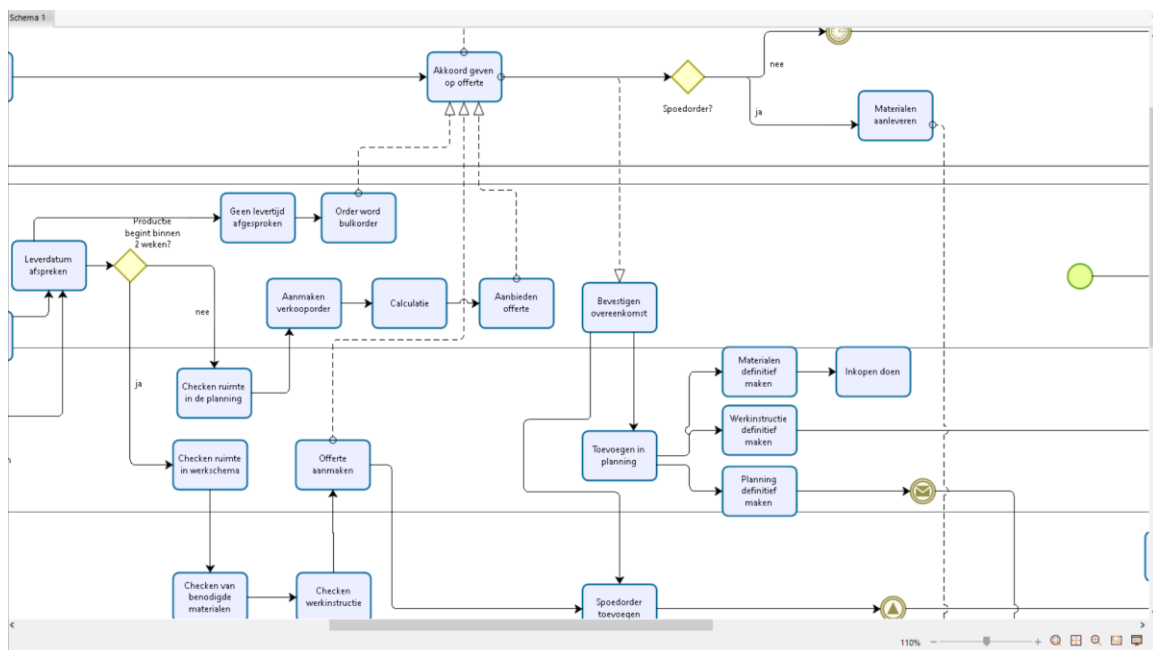 Schema 1
Akkoord geven
op offerte
nee
Spoedorder?
ja
Materialen
aanleveren
Geen levertijd
afgesproken
Order word
bulkorder
Productie
begint binnen
2 weken?
Leverdatum
afspreken
nee
Aanmaken
verkooporder
Calculatie
Aanbieden
offerte
Bevestigen
overeenkomst
ja
Checken ruimte
in de planning
Materialen
definitief
maken
Inkopen doen
Werkinstructie
definitief
maken
Checken ruimte
in werkschema
Offerte
aanmaken
Toevoegen in
planning
Planning
definitief
maken
Checken van
benodigde
materialen
Checken
werkinstructie
Spoedorder
toevoegen
110%